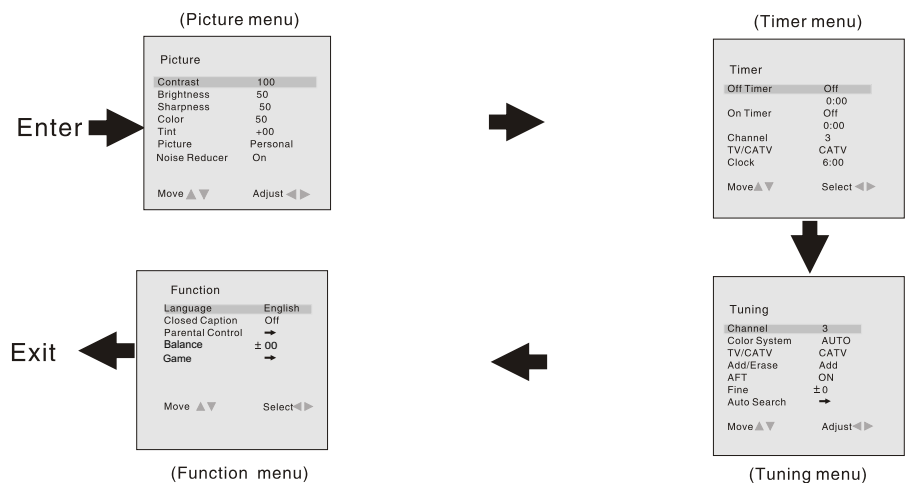 (Picture menu)
Picture
Contrast 100
Brightness 50
Sharpness 50
Color 50
Tint +00
Picture Personal
Noise Reducer On
Move Adjust
Enter
(Timer menu)
Timer
Off Timer Off
0:00
On Timer Off
0:00
Channel 3
TV/CATV CATV
Clock 6:00
Move Select
Function
Language English
Closed Caption Off
Parental Control
Balance ± 00
Game
Move Select
(Function menu)
Exit
Tuning
Channel 3
Color System AUTO
TV/CATV CATV
Add/Erase Add
AFT ON
Fine ± 0
Auto Search
Move Adjust
(Tuning menu)